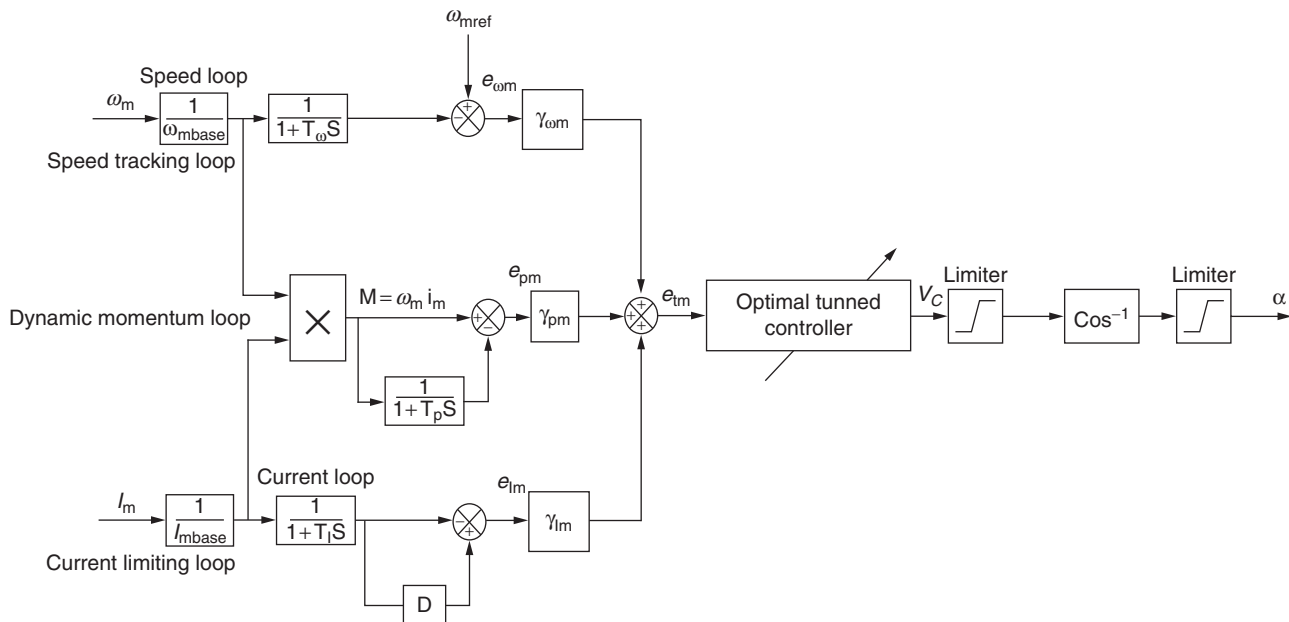 ω_mref
Speed loop
ω_m
1
ω_mbase
1
1+T_ωS
+
−
e_ωm
γ_ωm
Speed tracking loop
Dynamic momentum loop
×
M = ω_m i_m
+
−
e_pm
γ_pm
1
1+T_pS
+
+
+
e_tm
Optimal tunned
controller
V_C
Limiter
Cos⁻¹
Limiter
α
Current loop
I_m
1
I_mbase
1
1+T_IS
−
+
e_Im
γ_Im
Current limiting loop
D